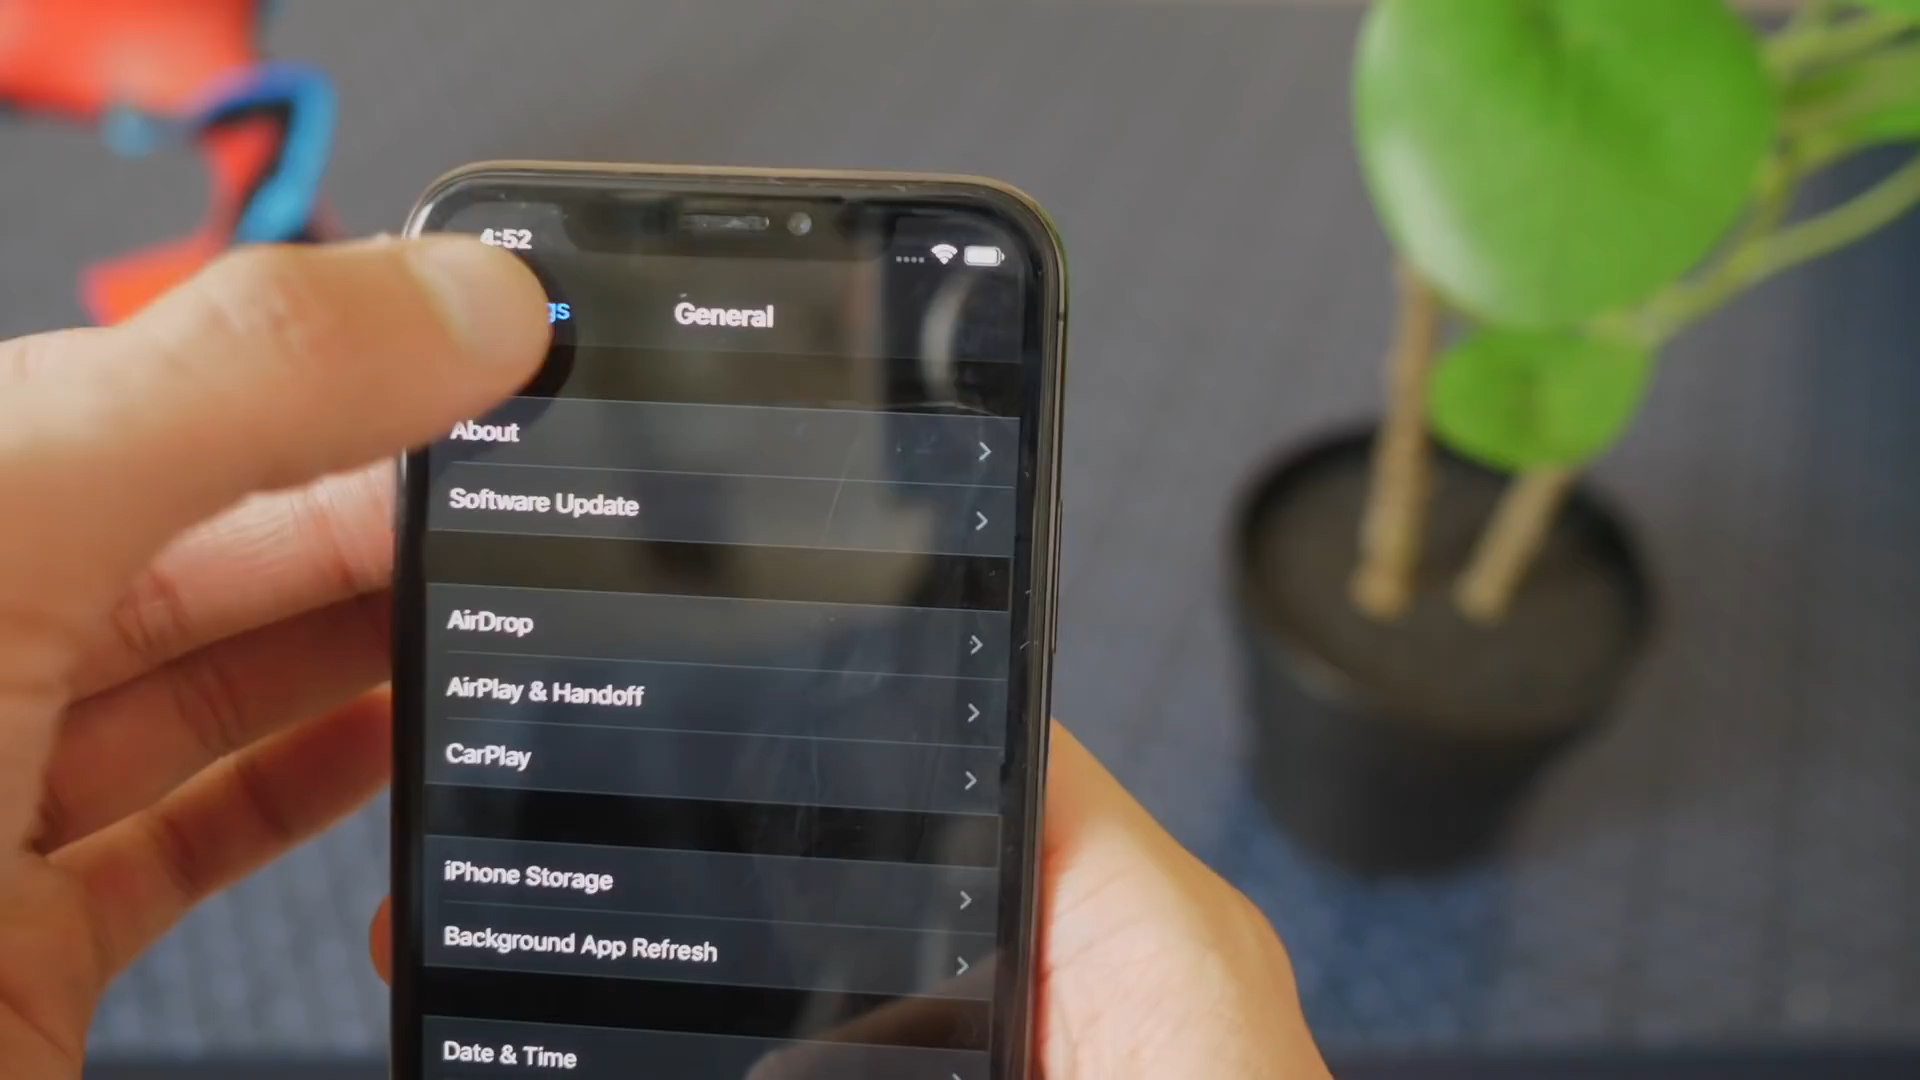 4:52
General
About
Software Update
AirDrop
AirPlay & Handoff
CarPlay
iPhone Storage
Background App Refresh
Date & Time